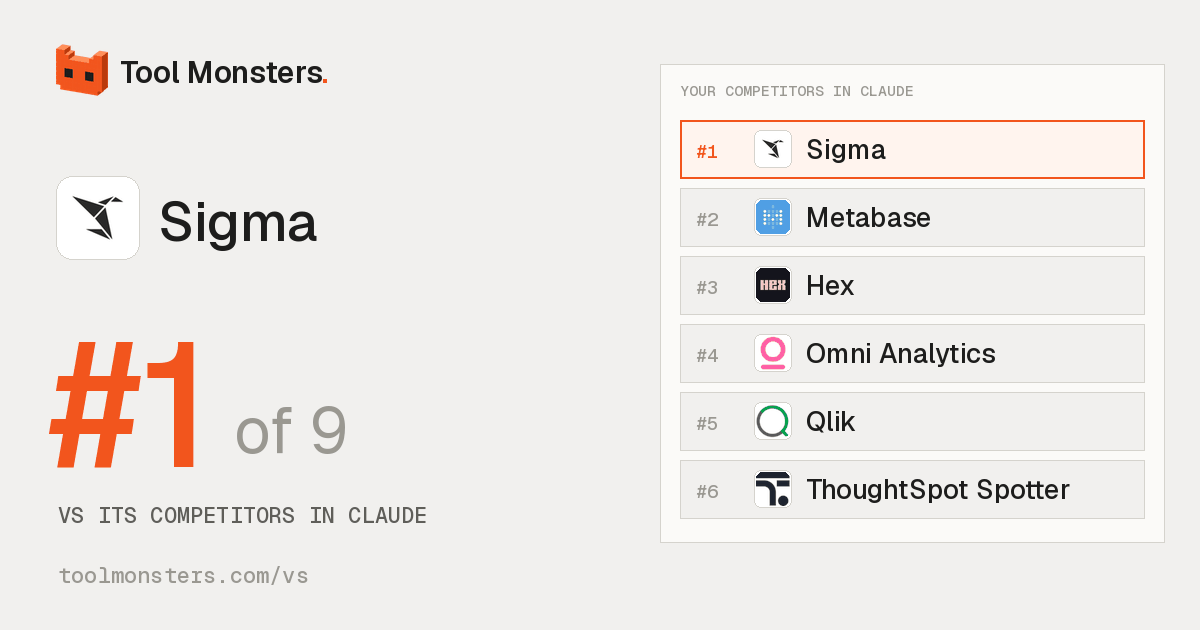 Tool Monsters.
Sigma
#1 of 9
VS ITS COMPETITORS IN CLAUDE
toolmonsters.com/vs
YOUR COMPETITORS IN CLAUDE
#1 Sigma
#2 Metabase
#3 HEX Hex
#4 Omni Analytics
#5 Qlik
#6 ThoughtSpot Spotter